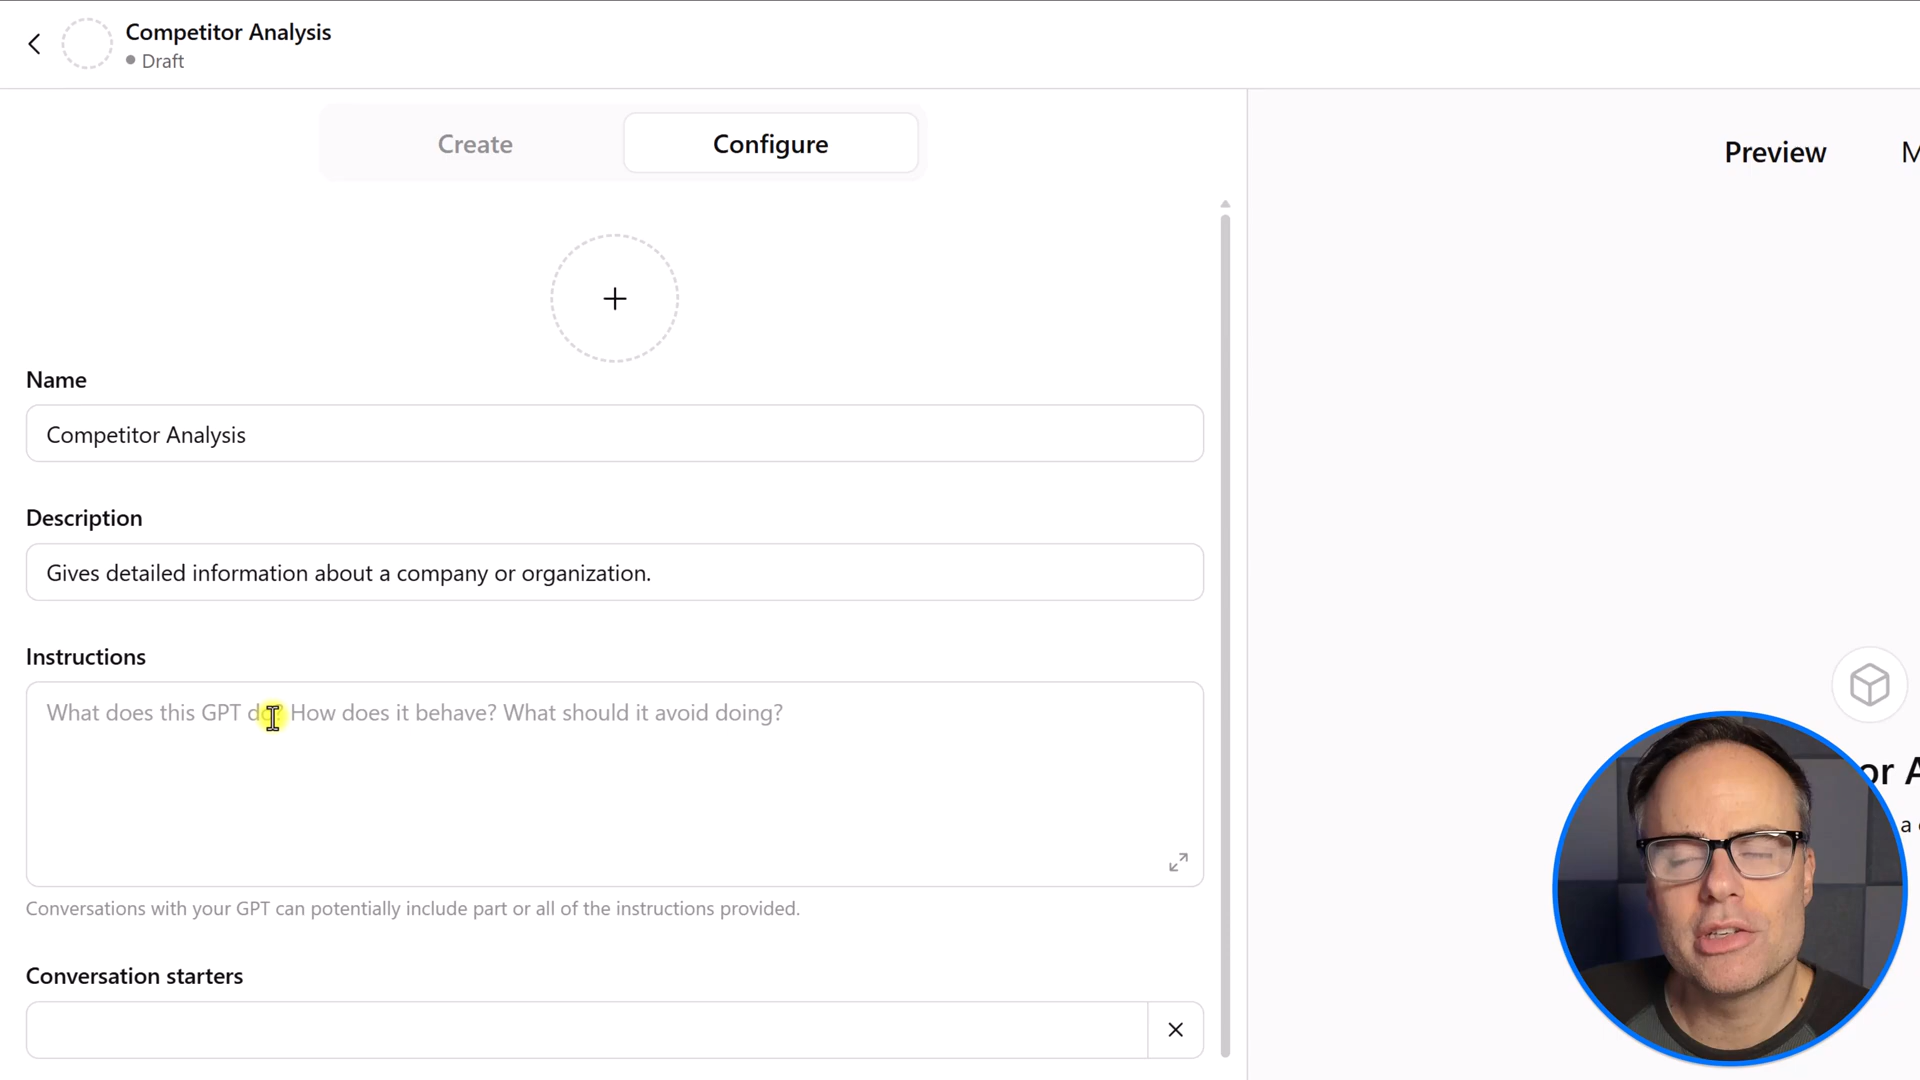 Competitor Analysis
Draft
Create
Configure
Preview
Name
Competitor Analysis
Description
Gives detailed information about a company or organization.
Instructions
What does this GPT do? How does it behave? What should it avoid doing?
Conversations with your GPT can potentially include part or all of the instructions provided.
Conversation starters